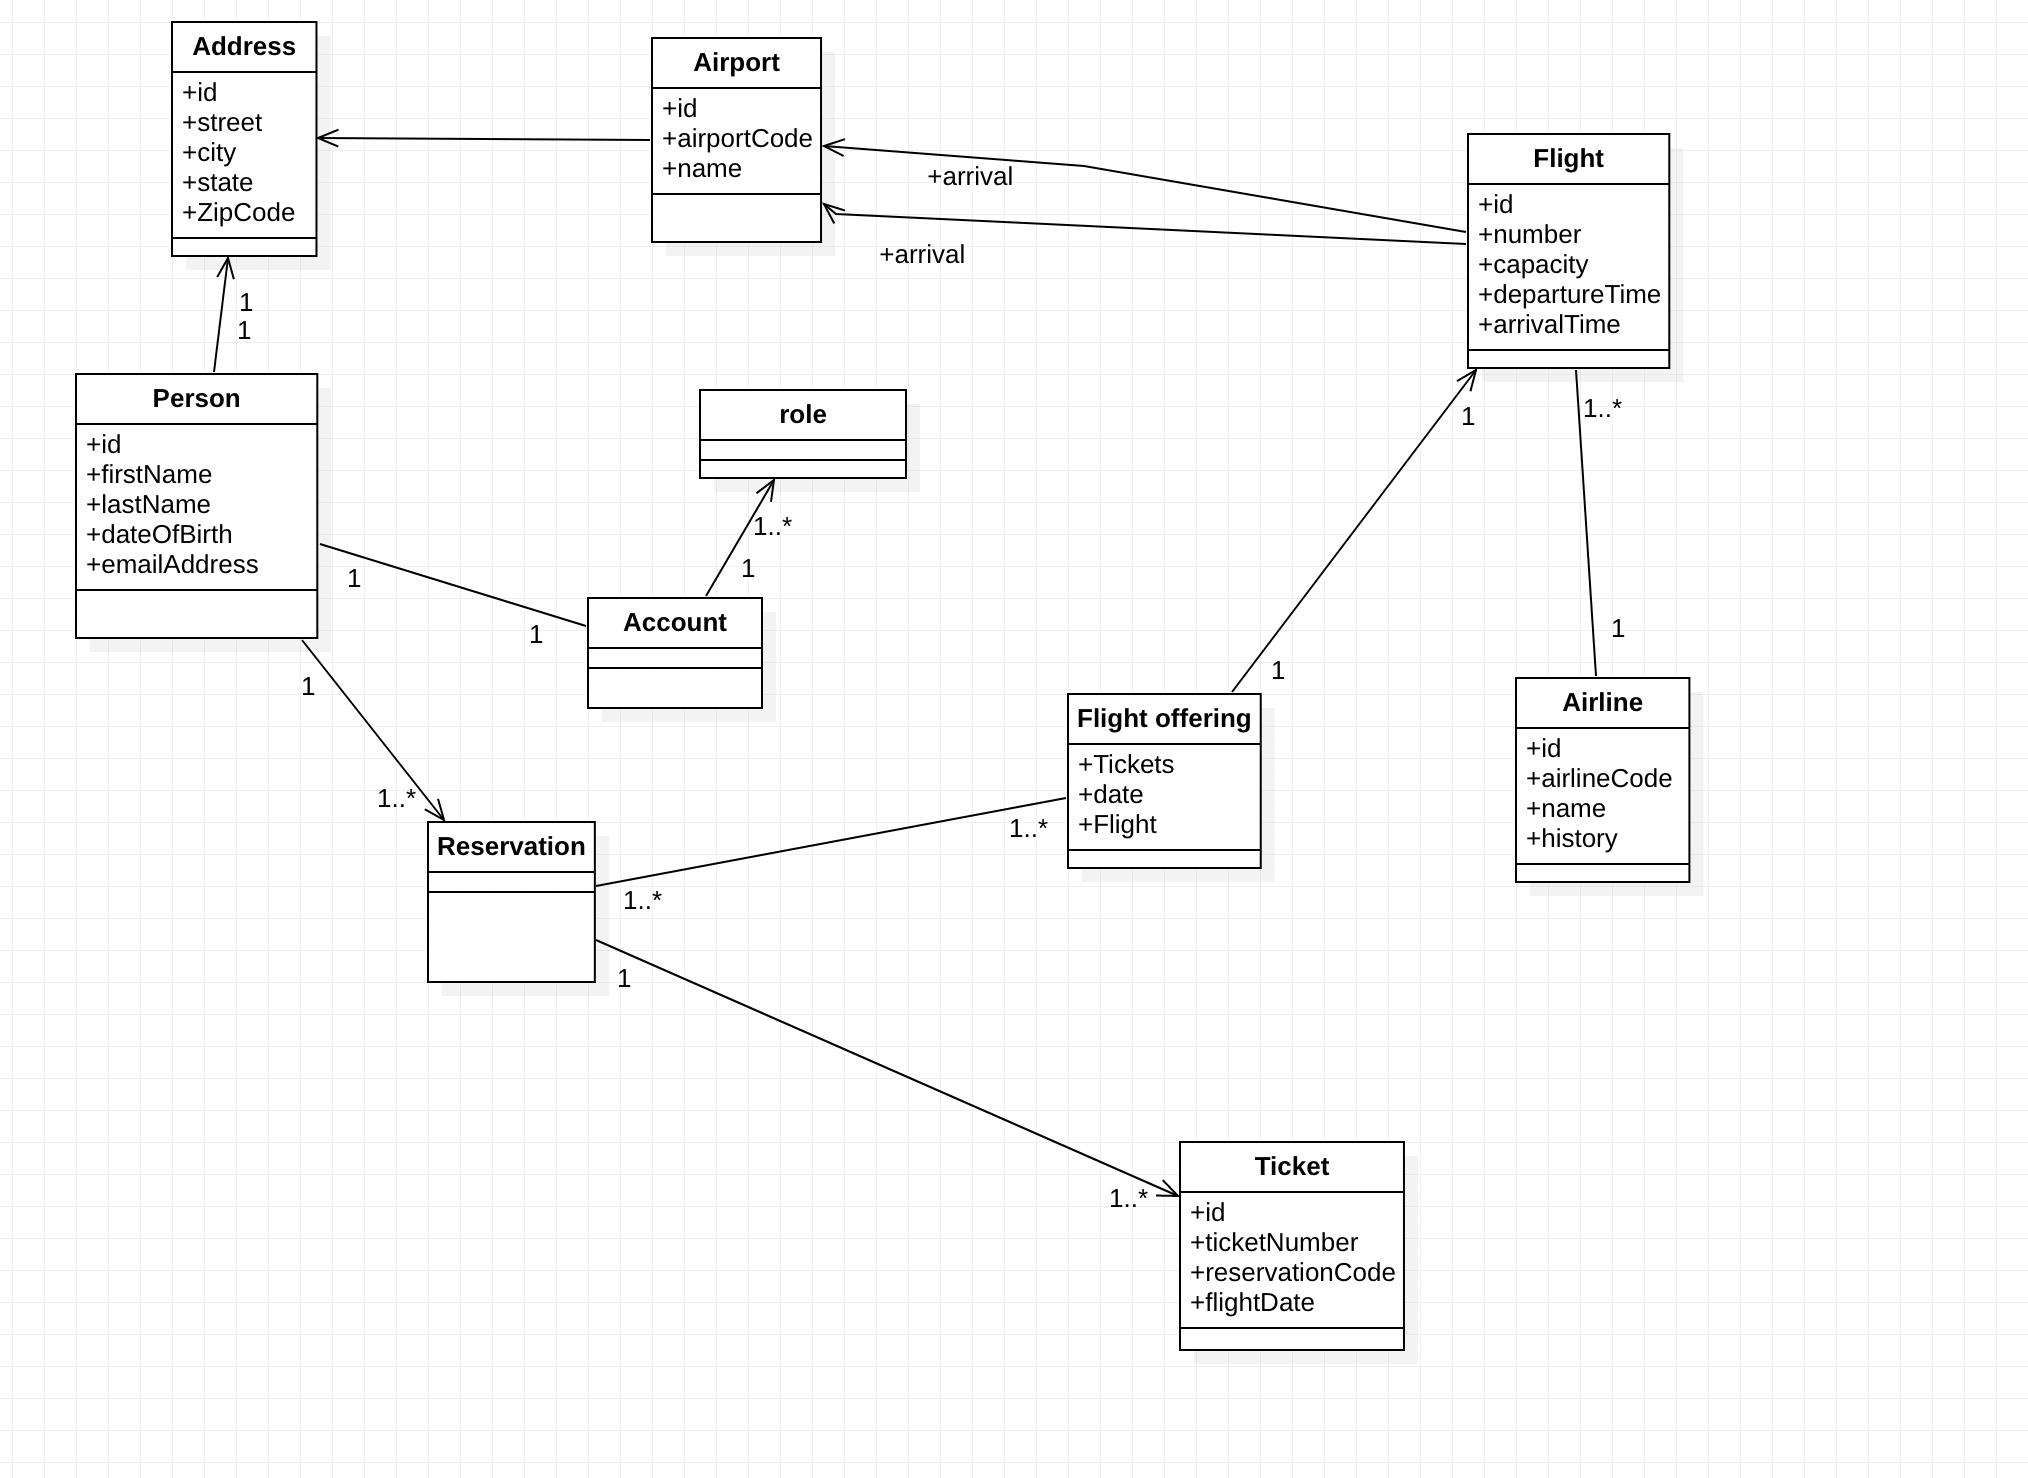 Address
+id
+street
+city
+state
+ZipCode
Airport
+id
+airportCode
+name
+arrival
+arrival
Flight
+id
+number
+capacity
+departureTime
+arrivalTime
1
1
Person
+id
+firstName
+lastName
+dateOfBirth
+emailAddress
role
1..*
1
1
1..*
1
1
Account
1
1..*
1
1
Flight offering
+Tickets
+date
+Flight
Airline
+id
+airlineCode
+name
+history
Reservation
1..*
1..*
1
1..*
Ticket
+id
+ticketNumber
+reservationCode
+flightDate